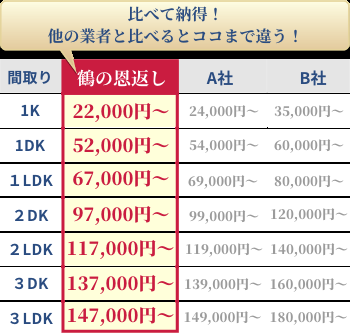 比べて納得！
他の業者と比べるとココまで違う！
間取り 鶴の恩返し A社 B社
1K 22,000円～ 24,000円～ 35,000円～
1DK 52,000円～ 54,000円～ 60,000円～
1LDK 67,000円～ 69,000円～ 80,000円～
2DK 97,000円～ 99,000円～ 120,000円～
2LDK 117,000円～ 119,000円～ 140,000円～
3DK 137,000円～ 139,000円～ 160,000円～
3LDK 147,000円～ 149,000円～ 180,000円～